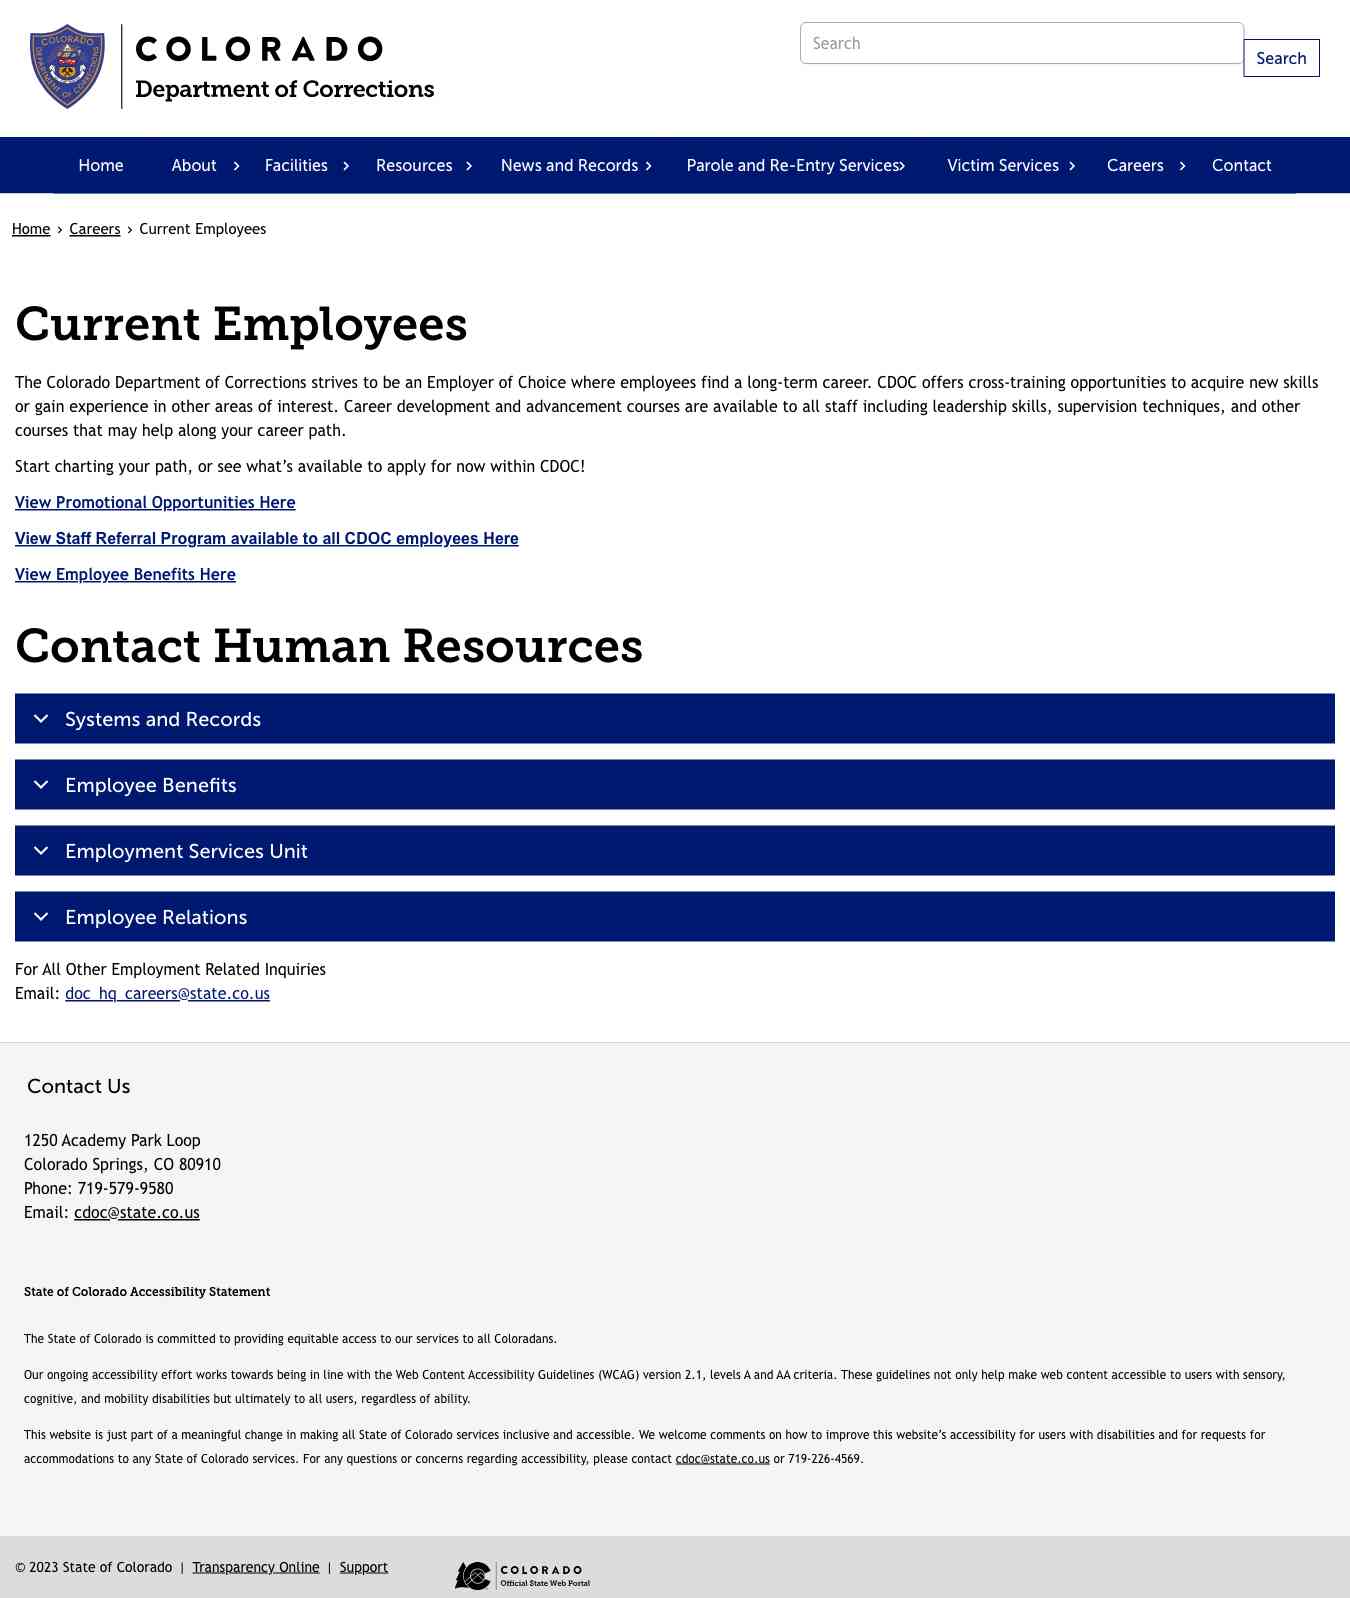 COLORADO
Department of Corrections
Search
Search
Home About Facilities Resources News and Records Parole and Re-Entry Services Victim Services Careers Contact
Home › Careers › Current Employees
Current Employees
The Colorado Department of Corrections strives to be an Employer of Choice where employees find a long-term career. CDOC offers cross-training opportunities to acquire new skills
or gain experience in other areas of interest. Career development and advancement courses are available to all staff including leadership skills, supervision techniques, and other
courses that may help along your career path.
Start charting your path, or see what’s available to apply for now within CDOC!
View Promotional Opportunities Here
View Staff Referral Program available to all CDOC employees Here
View Employee Benefits Here
Contact Human Resources
Systems and Records
Employee Benefits
Employment Services Unit
Employee Relations
For All Other Employment Related Inquiries
Email: doc_hq_careers@state.co.us
Contact Us
1250 Academy Park Loop
Colorado Springs, CO 80910
Phone: 719-579-9580
Email: cdoc@state.co.us
State of Colorado Accessibility Statement
The State of Colorado is committed to providing equitable access to our services to all Coloradans.
Our ongoing accessibility effort works towards being in line with the Web Content Accessibility Guidelines (WCAG) version 2.1, levels A and AA criteria. These guidelines not only help make web content accessible to users with sensory,
cognitive, and mobility disabilities but ultimately to all users, regardless of ability.
This website is just part of a meaningful change in making all State of Colorado services inclusive and accessible. We welcome comments on how to improve this website’s accessibility for users with disabilities and for requests for
accommodations to any State of Colorado services. For any questions or concerns regarding accessibility, please contact cdoc@state.co.us or 719-226-4569.
© 2023 State of Colorado | Transparency Online | Support
COLORADO
Official State Web Portal